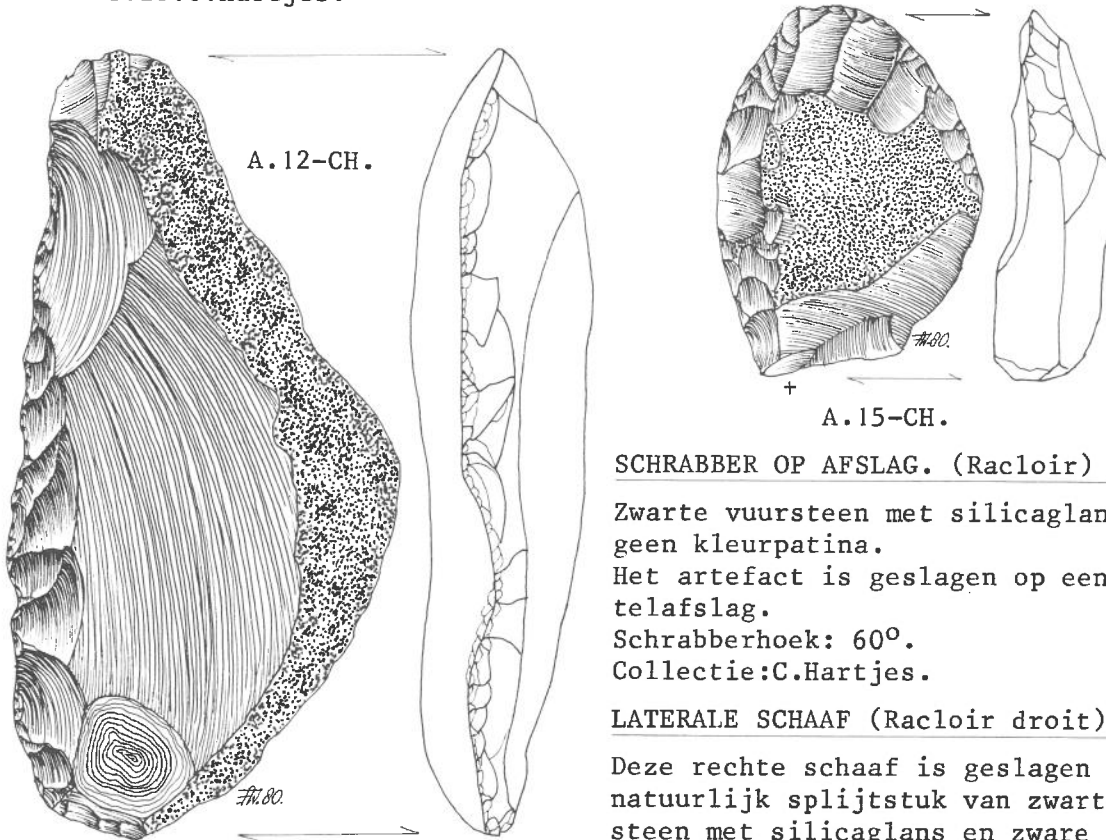 A.12-CH.
+
A.15-CH.
SCHRABBER OP AFSLAG. (Racloir)
Zwarte vuursteen met silicaglan
geen kleurpatina.
Het artefact is geslagen op een
telafslag.
Schrabberhoek: 60°.
Collectie:C.Hartjes.
LATERALE SCHAAF (Racloir droit)
Deze rechte schaaf is geslagen
natuurlijk splijtstuk van zwart
steen met silicaglans en zware